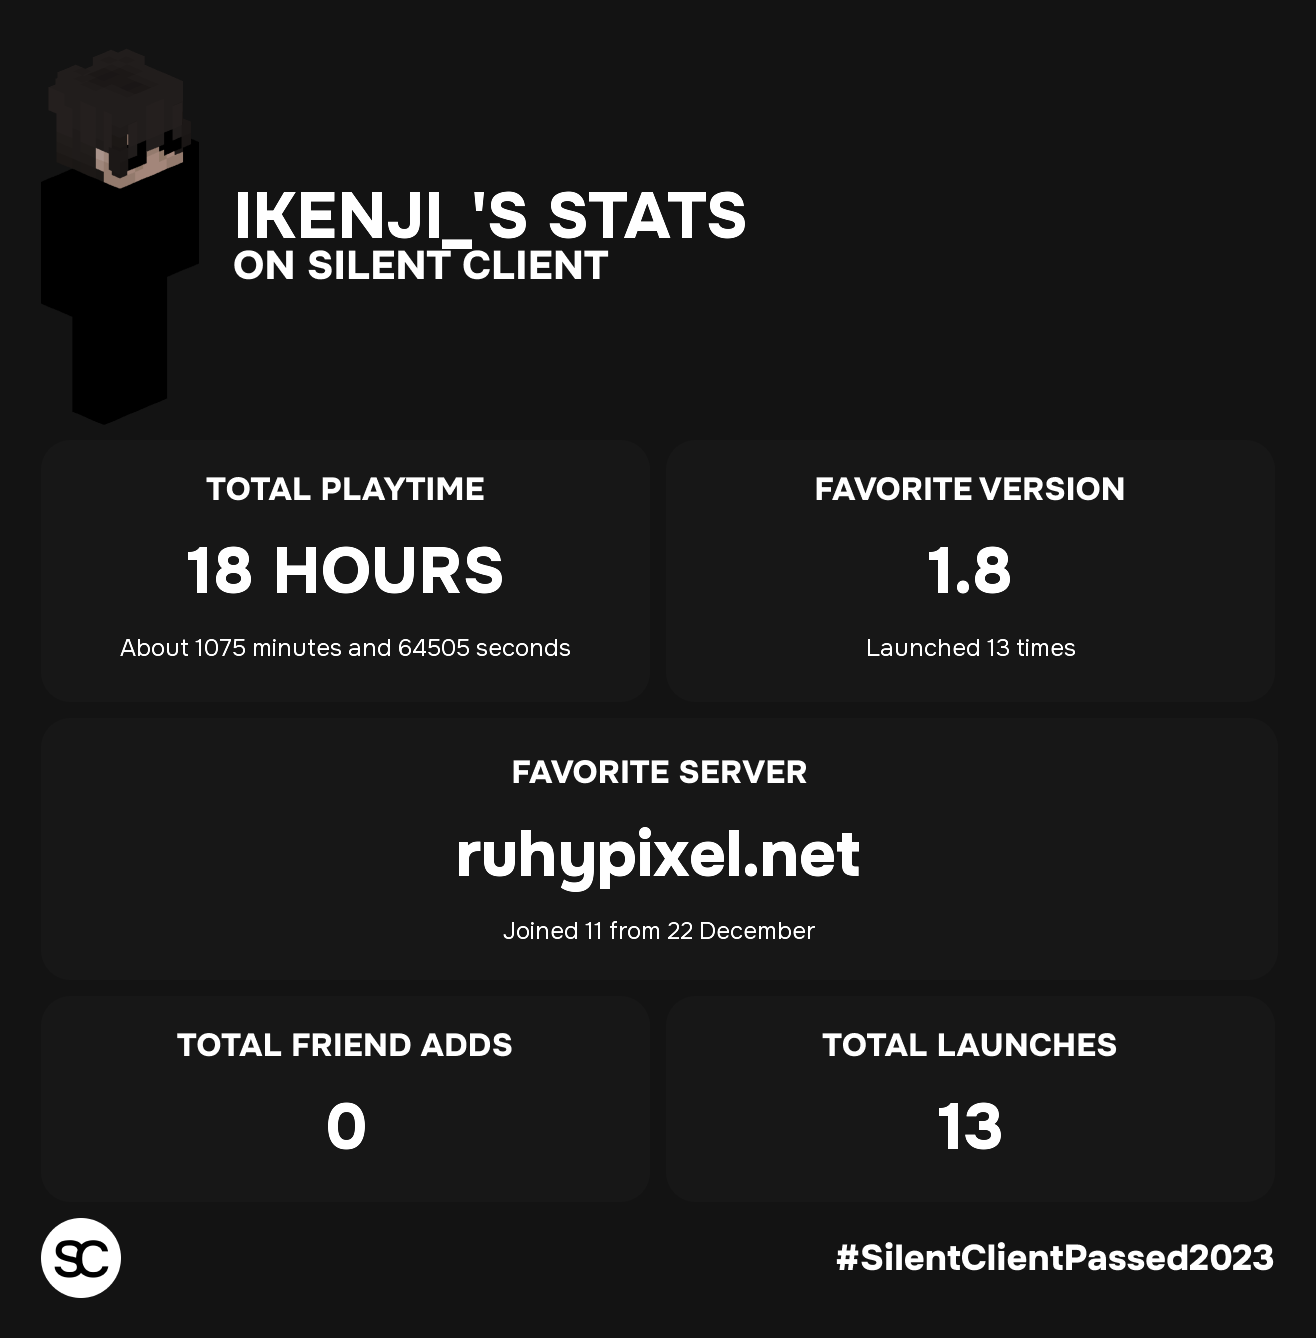 IKENJI_'S STATS
ON SILENT CLIENT
TOTAL PLAYTIME
18 HOURS
About 1075 minutes and 64505 seconds
FAVORITE VERSION
1.8
Launched 13 times
FAVORITE SERVER
ruhypixel.net
Joined 11 from 22 December
TOTAL FRIEND ADDS
0
TOTAL LAUNCHES
13
SC
#SilentClientPassed2023